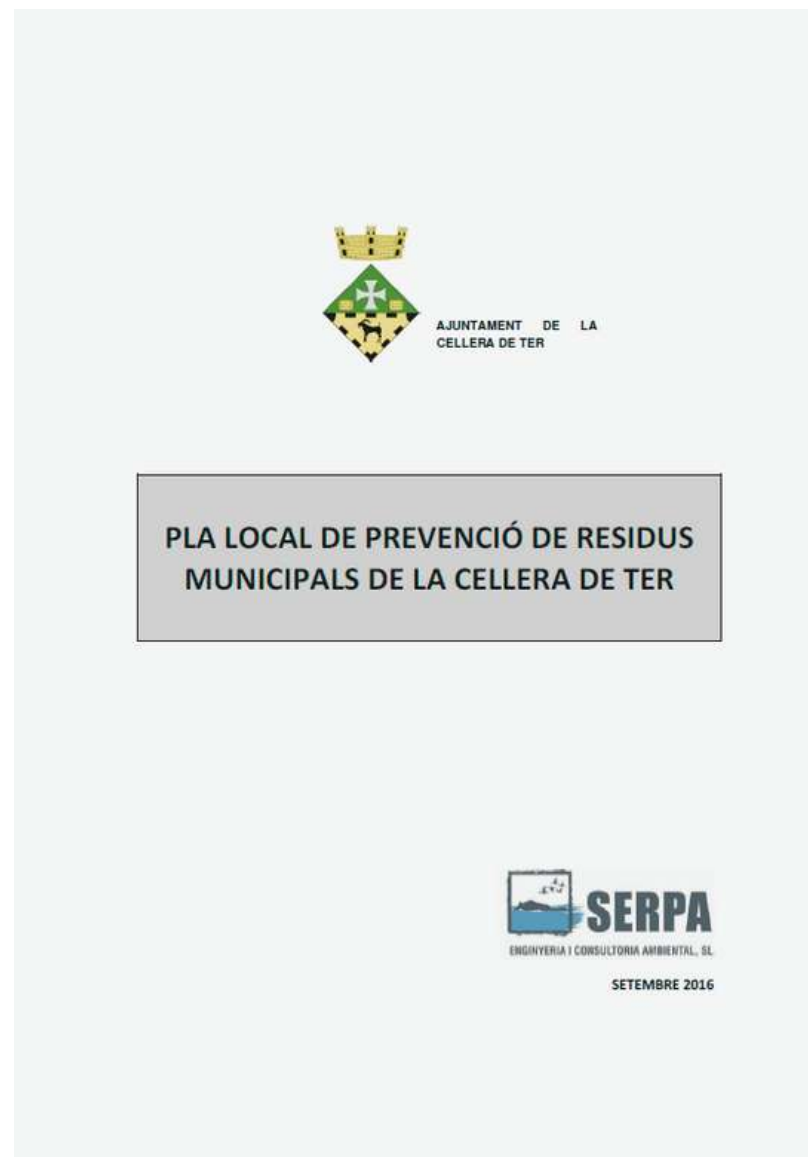 AJUNTAMENT DE LA
CELLERA DE TER
PLA LOCAL DE PREVENCIÓ DE RESIDUS
MUNICIPALS DE LA CELLERA DE TER
SERPA
ENGINYERIA I CONSULTORIA AMBIENTAL, SL
SETEMBRE 2016